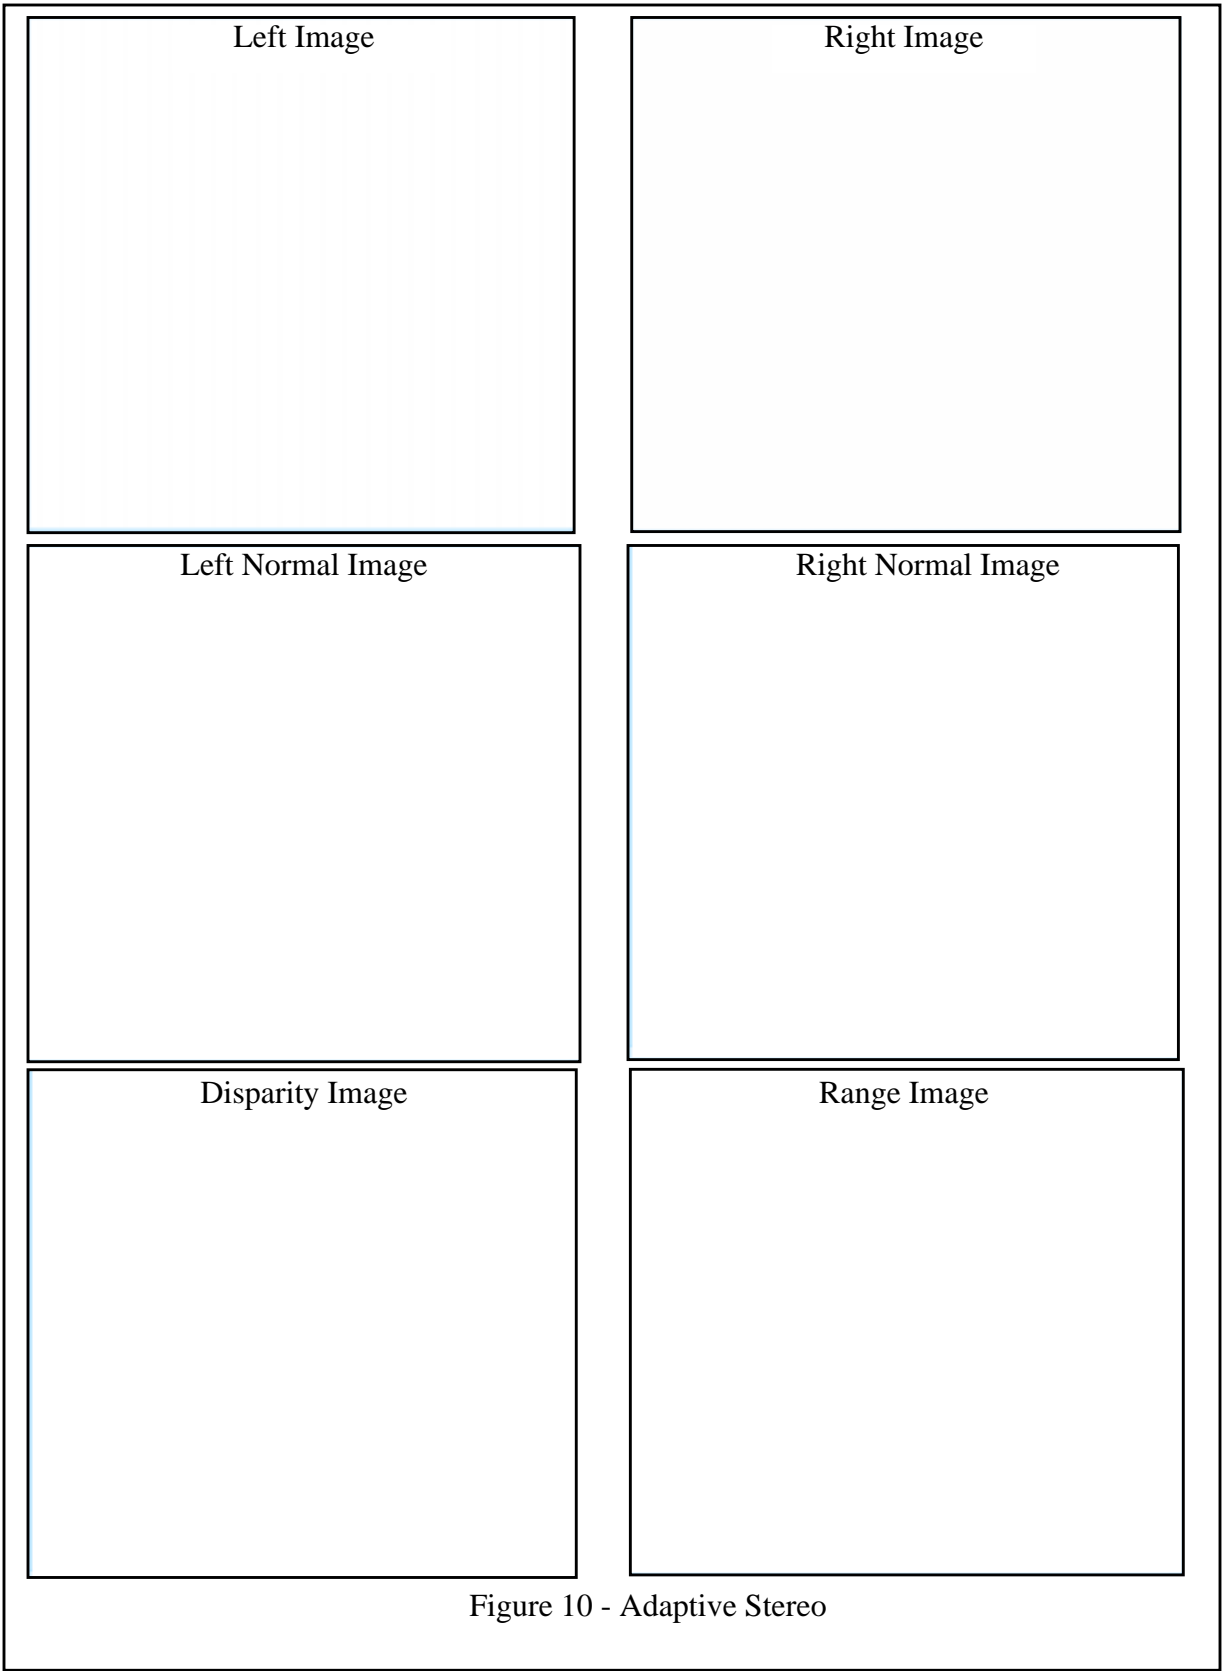 Left Image
Right Image
Left Normal Image
Right Normal Image
Disparity Image
Range Image
Figure 10 - Adaptive Stereo